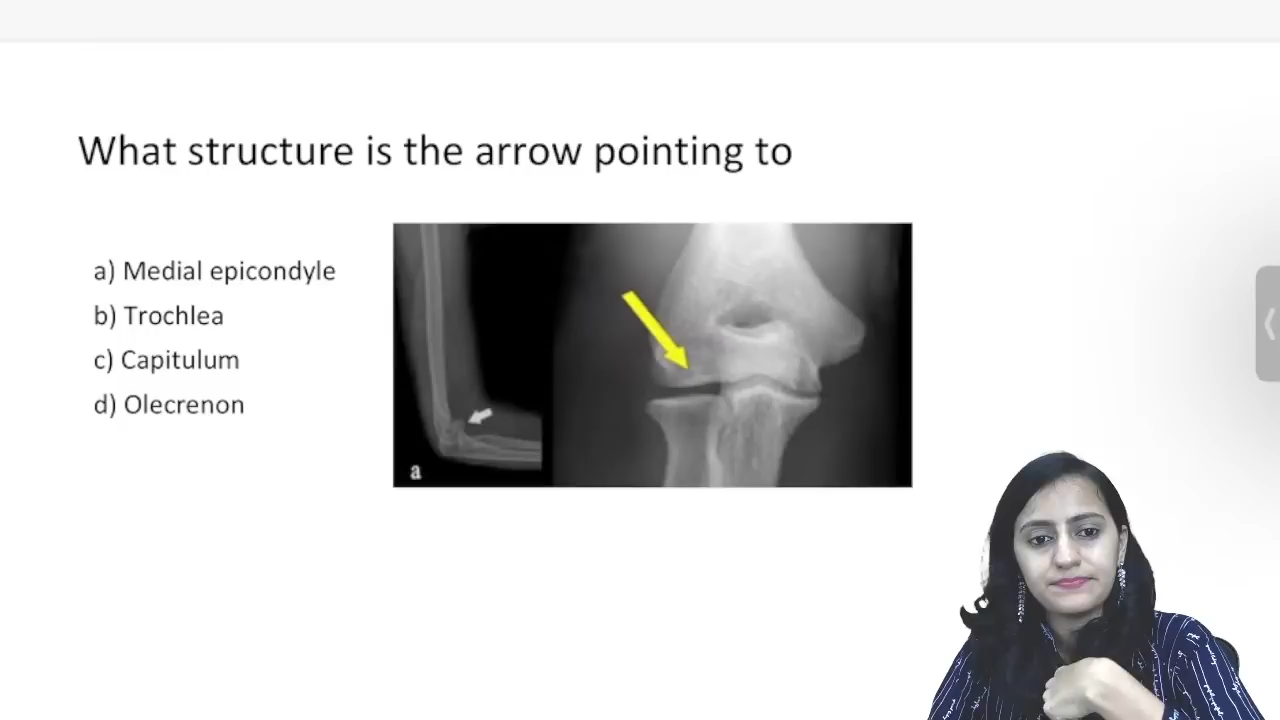 What structure is the arrow pointing to
a) Medial epicondyle
b) Trochlea
c) Capitulum
d) Olecrenon
a